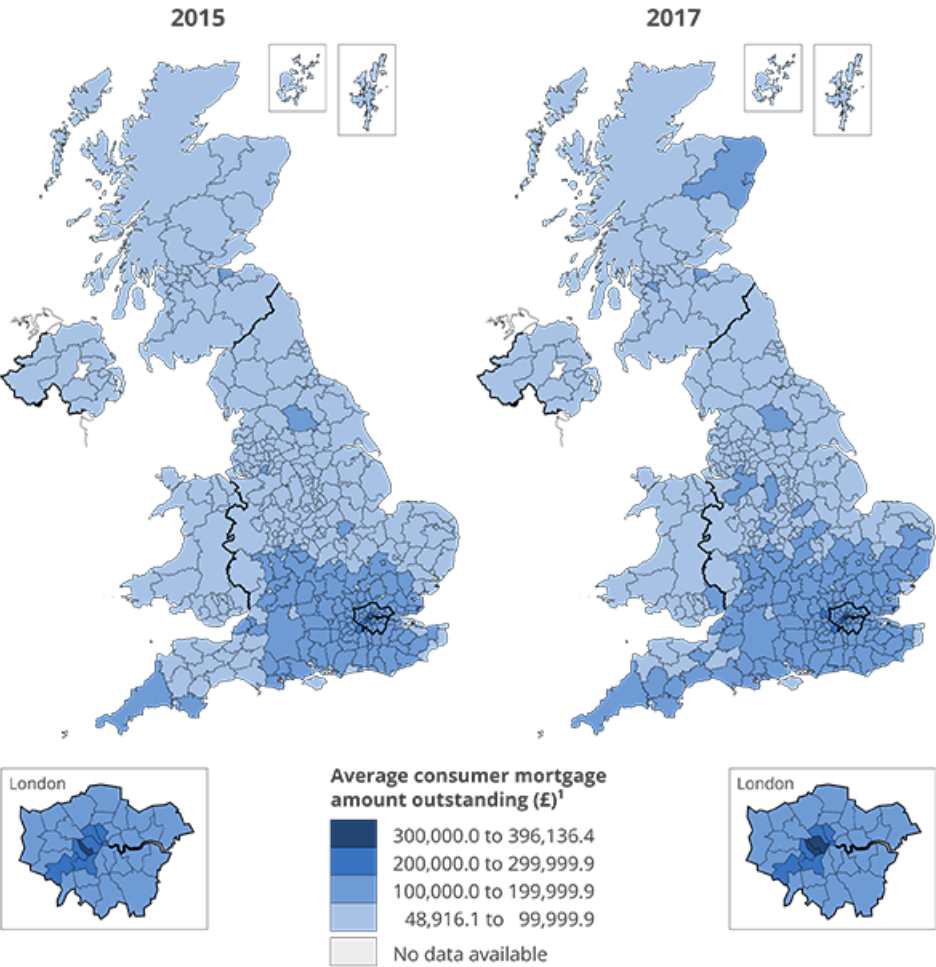 2015
2017
London
Average consumer mortgage
amount outstanding (£)¹
300,000.0 to 396,136.4
200,000.0 to 299,999.9
100,000.0 to 199,999.9
48,916.1 to 99,999.9
No data available
London